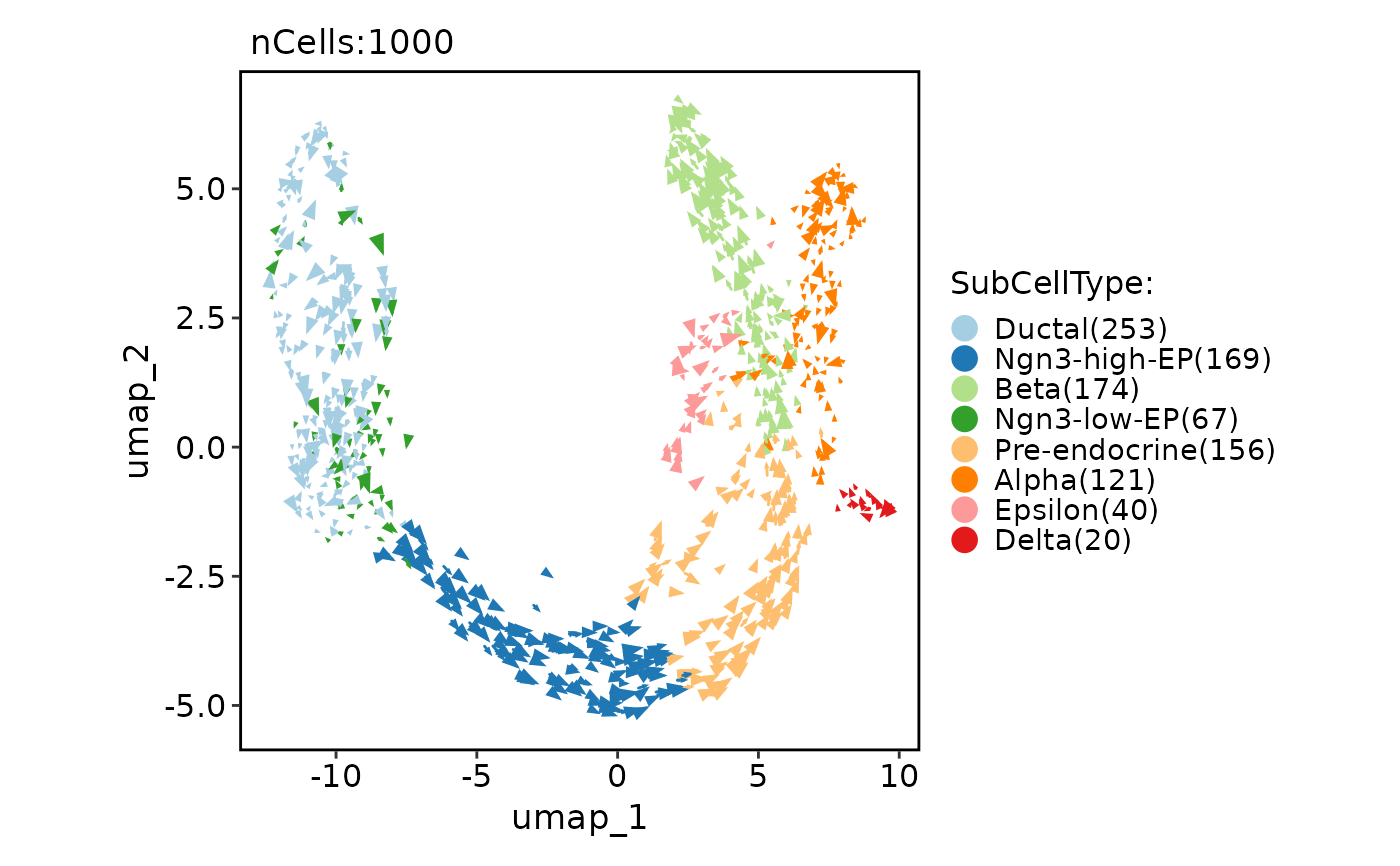 nCells:1000
5.0
2.5
0.0
-2.5
-5.0
umap_2
-10
-5
0
5
10
umap_1
SubCellType:
Ductal(253)
Ngn3-high-EP(169)
Beta(174)
Ngn3-low-EP(67)
Pre-endocrine(156)
Alpha(121)
Epsilon(40)
Delta(20)